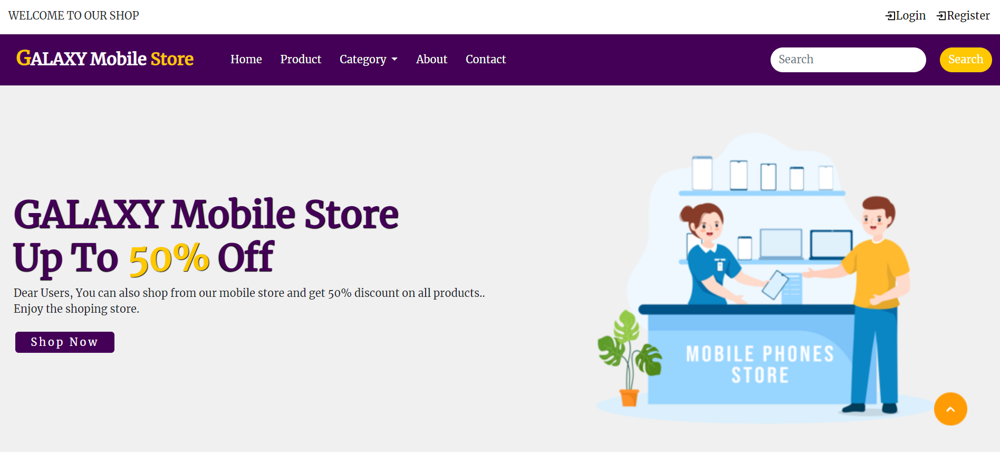 WELCOME TO OUR SHOP
Login Register
GALAXY Mobile Store
Home Product Category About Contact
Search Search
GALAXY Mobile Store
Up To 50% Off
Dear Users, You can also shop from our mobile store and get 50% discount on all products..
Enjoy the shoping store.
Shop Now
MOBILE PHONES
STORE